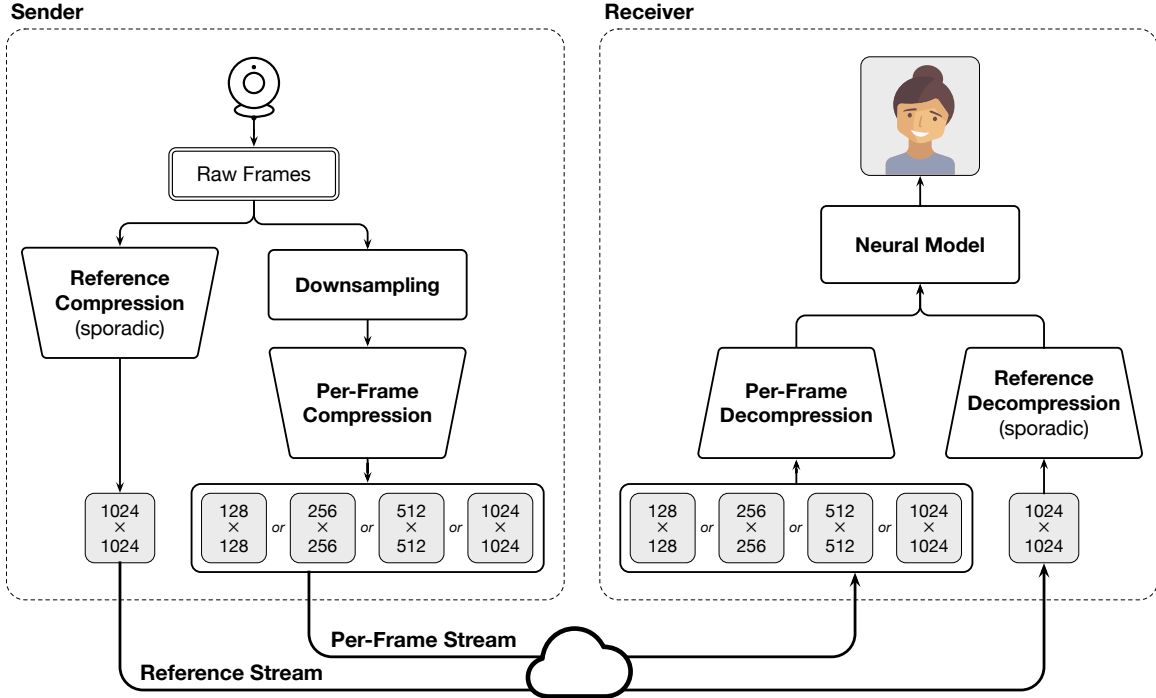 Sender
Raw Frames
Reference
Compression
(sporadic)
Downsampling
Per-Frame
Compression
1024
×
1024
128
×
128
or
256
×
256
or
512
×
512
or
1024
×
1024
Per-Frame Stream
Reference Stream
Receiver
Neural Model
Per-Frame
Decompression
Reference
Decompression
(sporadic)
128
×
128
or
256
×
256
or
512
×
512
or
1024
×
1024
1024
×
1024